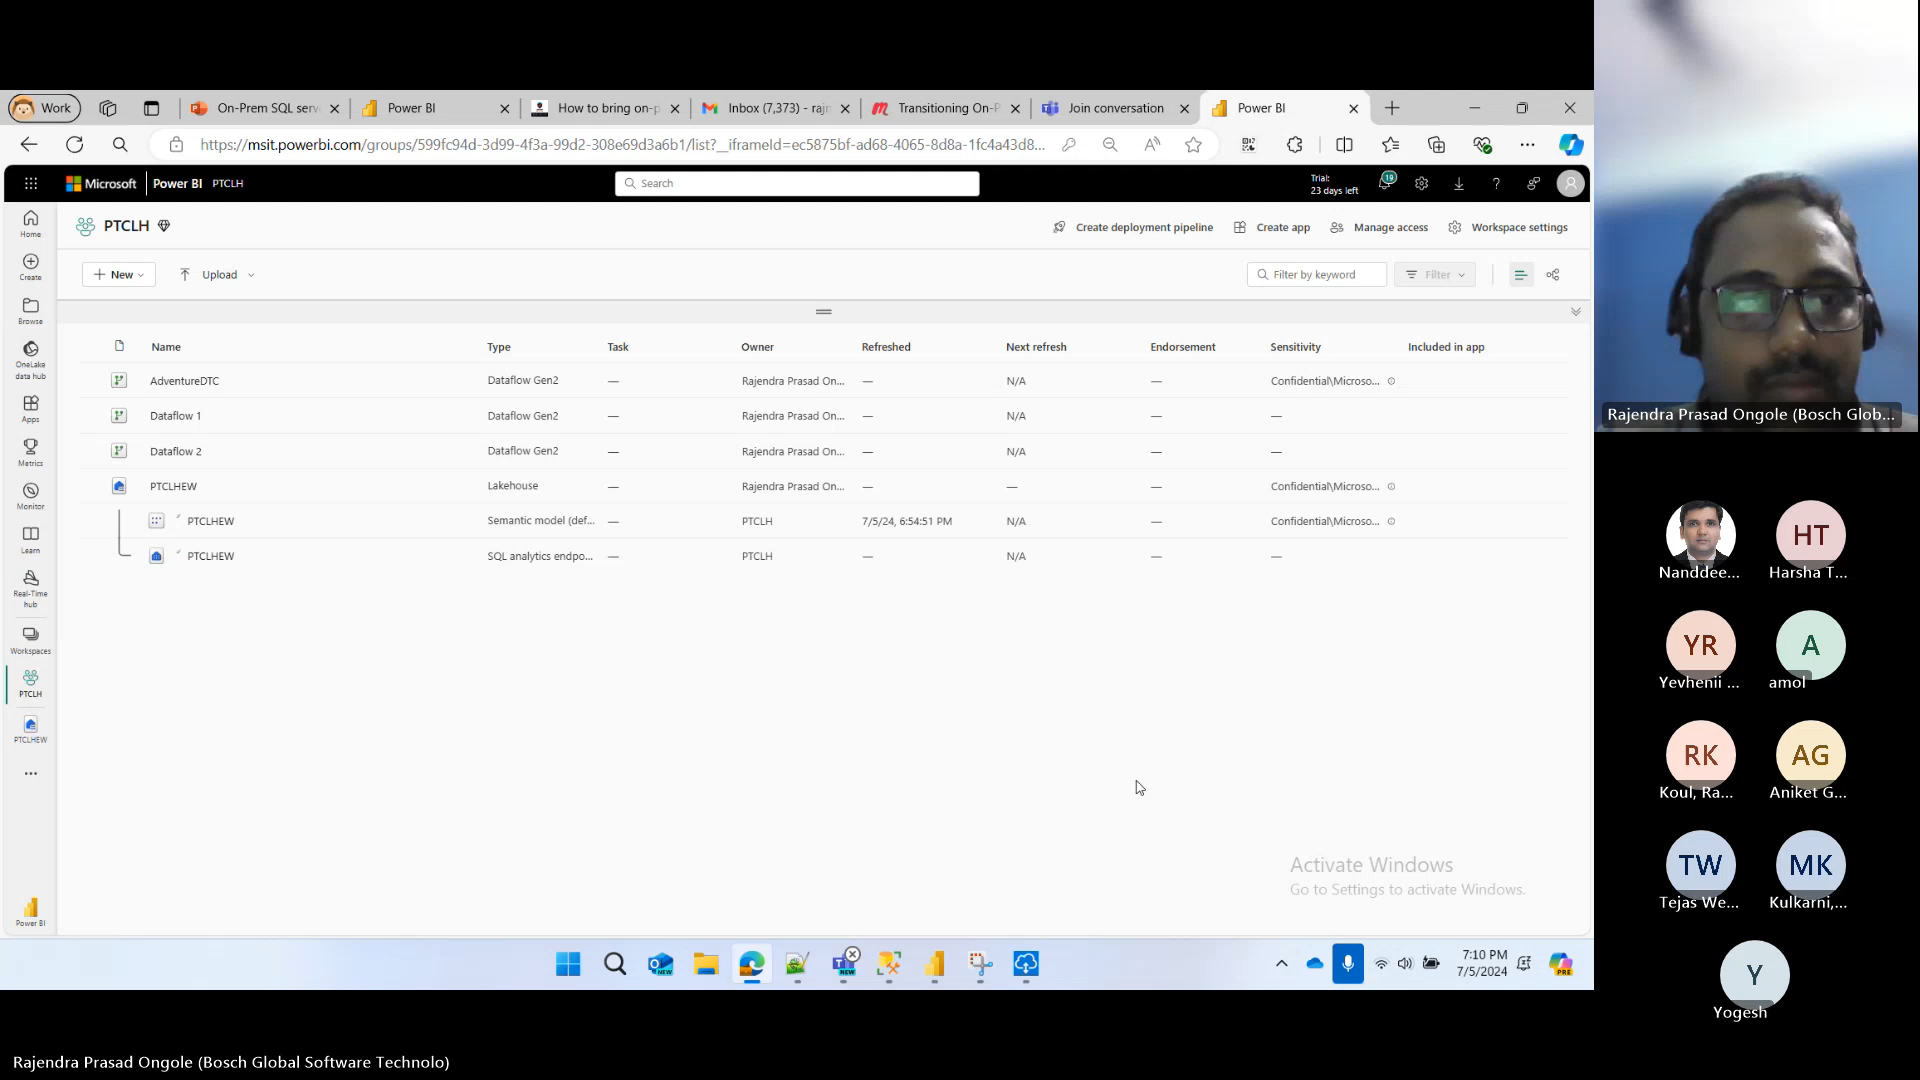 Work
On-Prem SQL serv
Power BI
How to bring on-p
Inbox (7,373) - rajn
Transitioning On-P
Join conversation
Power BI
https://msit.powerbi.com/groups/599fc94d-3d99-4f3a-99d2-308e69d3a6b1/list?__iframeId=ec5875bf-ad68-4065-8d8a-1fc4a43d8...
Microsoft Power BI PTCLH
Search
Trial:
23 days left
19
PTCLH
Create deployment pipeline
Create app
Manage access
Workspace settings
New
Upload
Filter by keyword
Filter
Name Type Task Owner Refreshed Next refresh Endorsement Sensitivity Included in app
AdventureDTC Dataflow Gen2 — Rajendra Prasad On... — N/A — Confidential\Microso...
Dataflow 1 Dataflow Gen2 — Rajendra Prasad On... — N/A — —
Dataflow 2 Dataflow Gen2 — Rajendra Prasad On... — N/A — —
PTCLHEW Lakehouse — Rajendra Prasad On... — — — Confidential\Microso...
PTCLHEW Semantic model (def... — PTCLH 7/5/24, 6:54:51 PM N/A — Confidential\Microso...
PTCLHEW SQL analytics endpo... — PTCLH — N/A — —
Home
Create
Browse
OneLake
data hub
Apps
Metrics
Monitor
Learn
Real-Time
hub
Workspaces
PTCLH
PTCLHEW
Power BI
Activate Windows
Go to Settings to activate Windows.
NEW
NEW
7:10 PM
7/5/2024
PRE
Rajendra Prasad Ongole (Bosch Glob...
Nanddee...
HT
Harsha T...
YR
Yevhenii ...
A
amol
RK
Koul, Ra...
AG
Aniket G...
TW
Tejas We...
MK
Kulkarni,...
Y
Yogesh
Rajendra Prasad Ongole (Bosch Global Software Technolo)